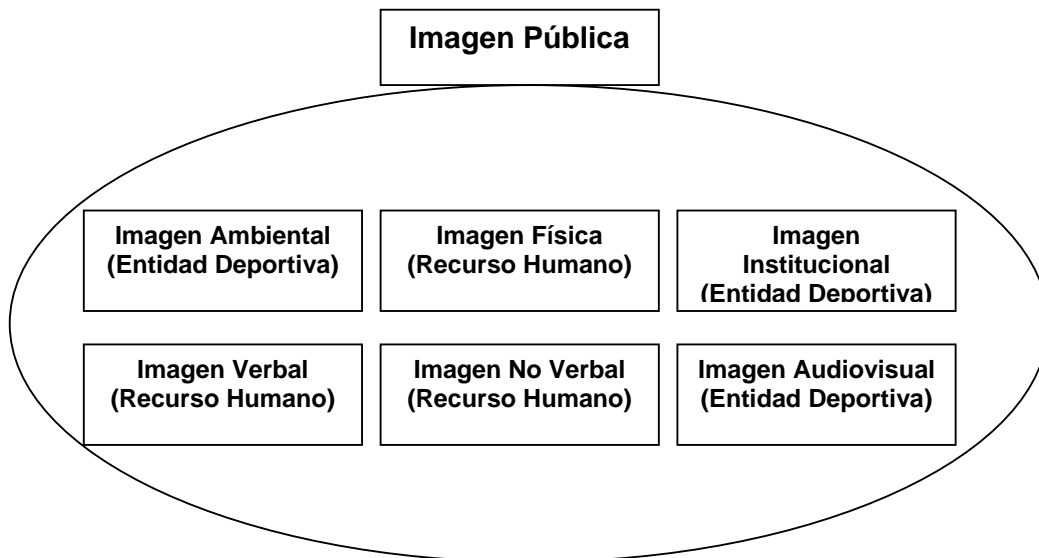 Imagen Pública
Imagen Ambiental
(Entidad Deportiva)
Imagen Física
(Recurso Humano)
Imagen
Institucional
(Entidad Deportiva)
Imagen Verbal
(Recurso Humano)
Imagen No Verbal
(Recurso Humano)
Imagen Audiovisual
(Entidad Deportiva)